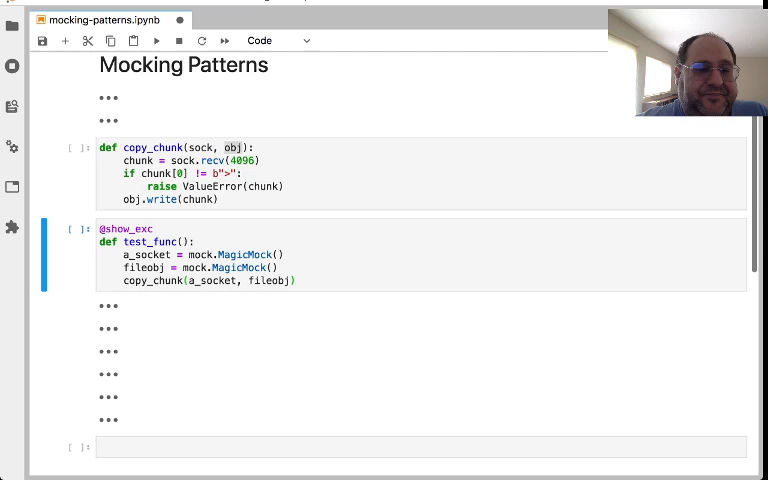 mocking-patterns.ipynb
Code
Mocking Patterns
[ ]: def copy_chunk(sock, obj):
chunk = sock.recv(4096)
if chunk[0] != b">":
raise ValueError(chunk)
obj.write(chunk)
[ ]: @show_exc
def test_func():
a_socket = mock.MagicMock()
fileobj = mock.MagicMock()
copy_chunk(a_socket, fileobj)
[ ]: